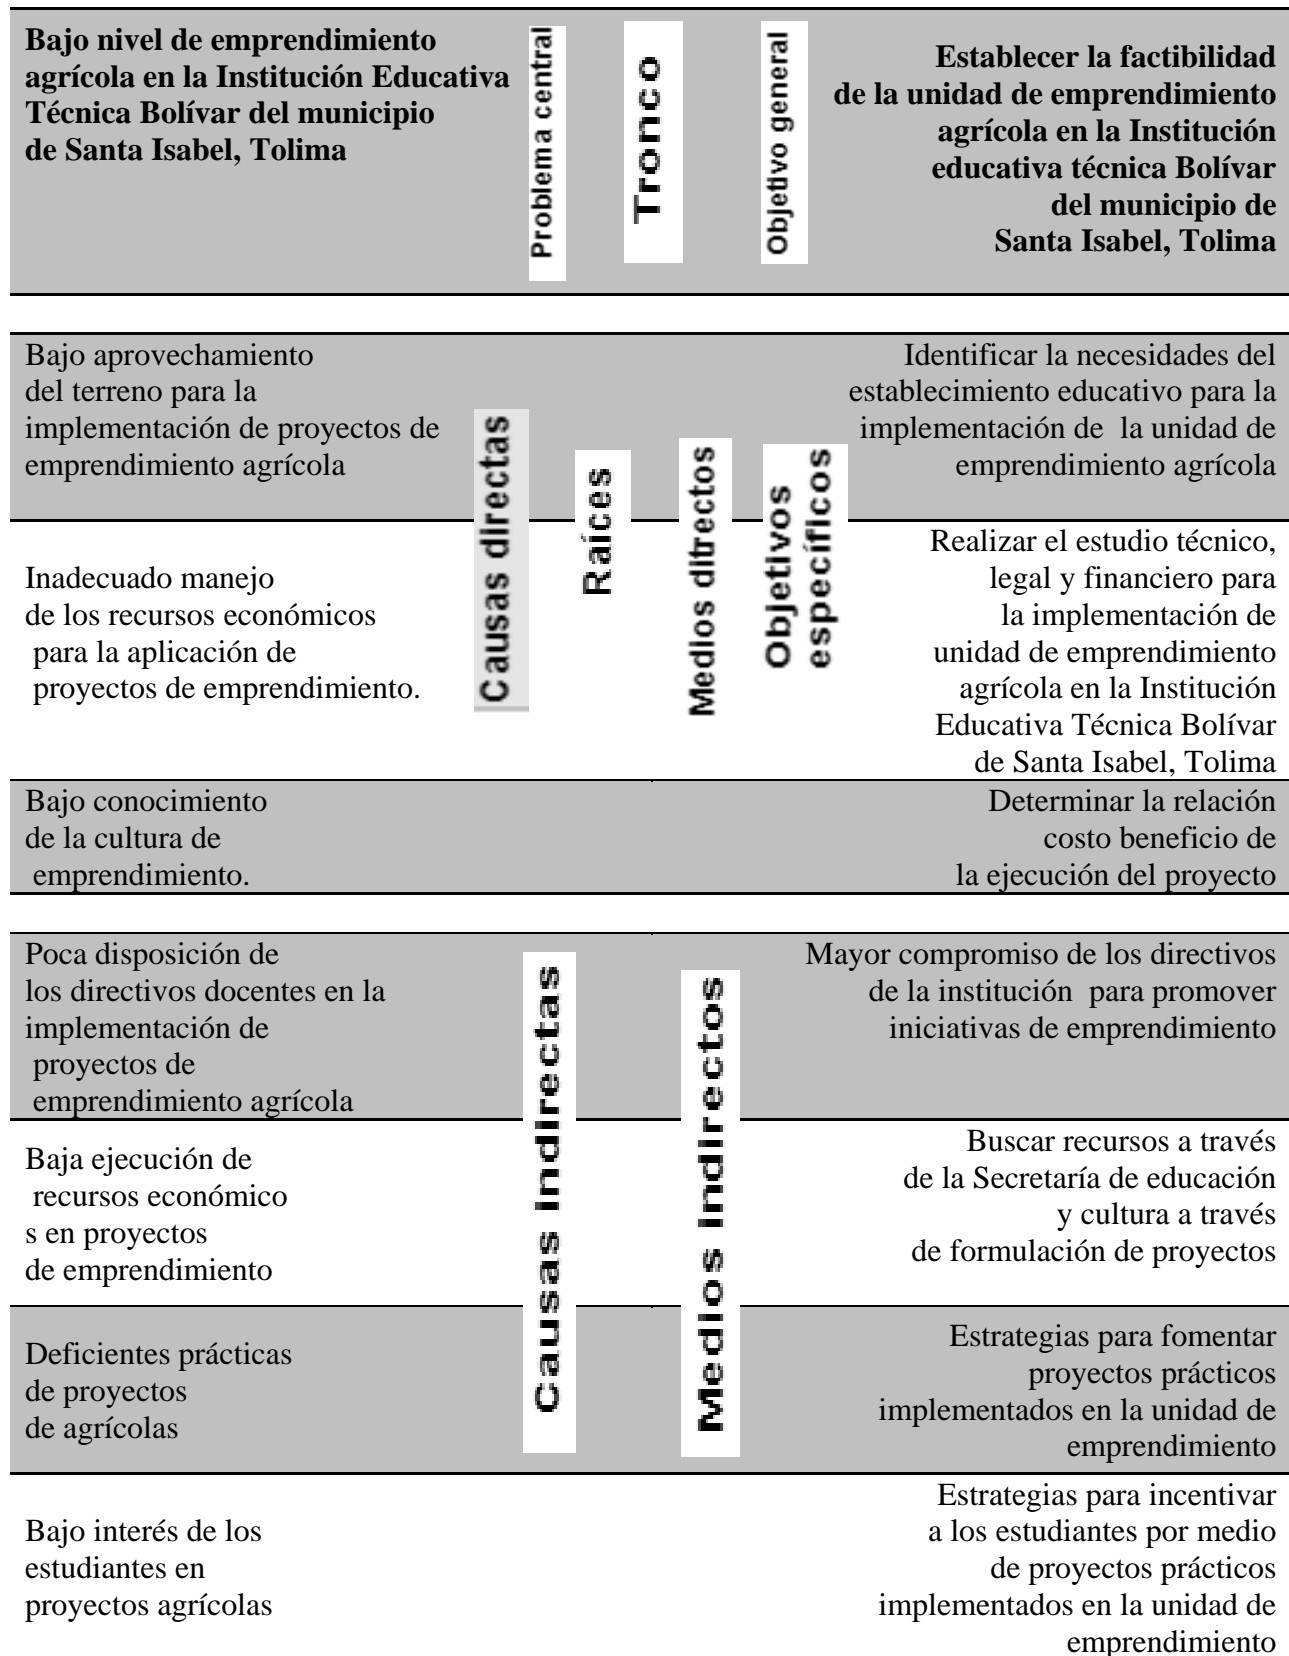 Bajo nivel de emprendimiento
agrícola en la Institución Educativa
Técnica Bolívar del municipio
de Santa Isabel, Tolima
Problema central
Tronco
Objetivo general
Establecer la factibilidad
de la unidad de emprendimiento
agrícola en la Institución
educativa técnica Bolívar
del municipio de
Santa Isabel, Tolima
Bajo aprovechamiento
del terreno para la
implementación de proyectos de
emprendimiento agrícola
Causas directas
Raíces
Medios ditrectos
Objetivos
específicos
Identificar la necesidades del
establecimiento educativo para la
implementación de la unidad de
emprendimiento agrícola
Inadecuado manejo
de los recursos económicos
para la aplicación de
proyectos de emprendimiento.
Realizar el estudio técnico,
legal y financiero para
la implementación de
unidad de emprendimiento
agrícola en la Institución
Educativa Técnica Bolívar
de Santa Isabel, Tolima
Bajo conocimiento
de la cultura de
emprendimiento.
Determinar la relación
costo beneficio de
la ejecución del proyecto
Poca disposición de
los directivos docentes en la
implementación de
proyectos de
emprendimiento agrícola
Causas Indirectas
Medios indirectos
Mayor compromiso de los directivos
de la institución para promover
iniciativas de emprendimiento
Baja ejecución de
recursos económico
s en proyectos
de emprendimiento
Buscar recursos a través
de la Secretaría de educación
y cultura a través
de formulación de proyectos
Deficientes prácticas
de proyectos
de agrícolas
Estrategias para fomentar
proyectos prácticos
implementados en la unidad de
emprendimiento
Bajo interés de los
estudiantes en
proyectos agrícolas
Estrategias para incentivar
a los estudiantes por medio
de proyectos prácticos
implementados en la unidad de
emprendimiento